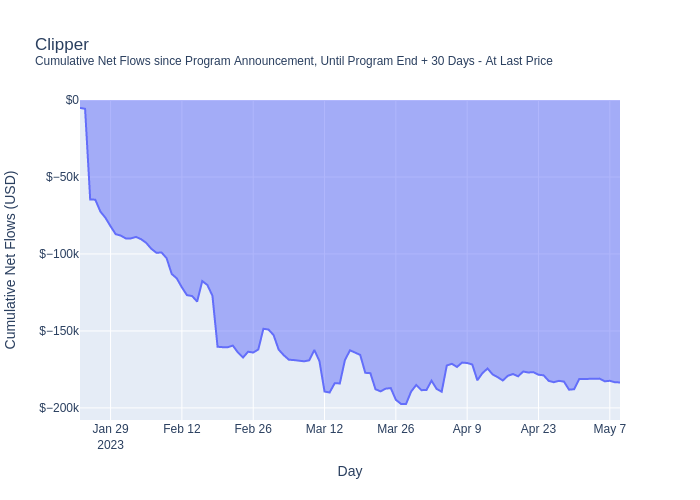 Clipper
Cumulative Net Flows since Program Announcement, Until Program End + 30 Days - At Last Price
Cumulative Net Flows (USD)
$0
$−50k
$−100k
$−150k
$−200k
Jan 29
2023
Feb 12
Feb 26
Mar 12
Mar 26
Apr 9
Apr 23
May 7
Day